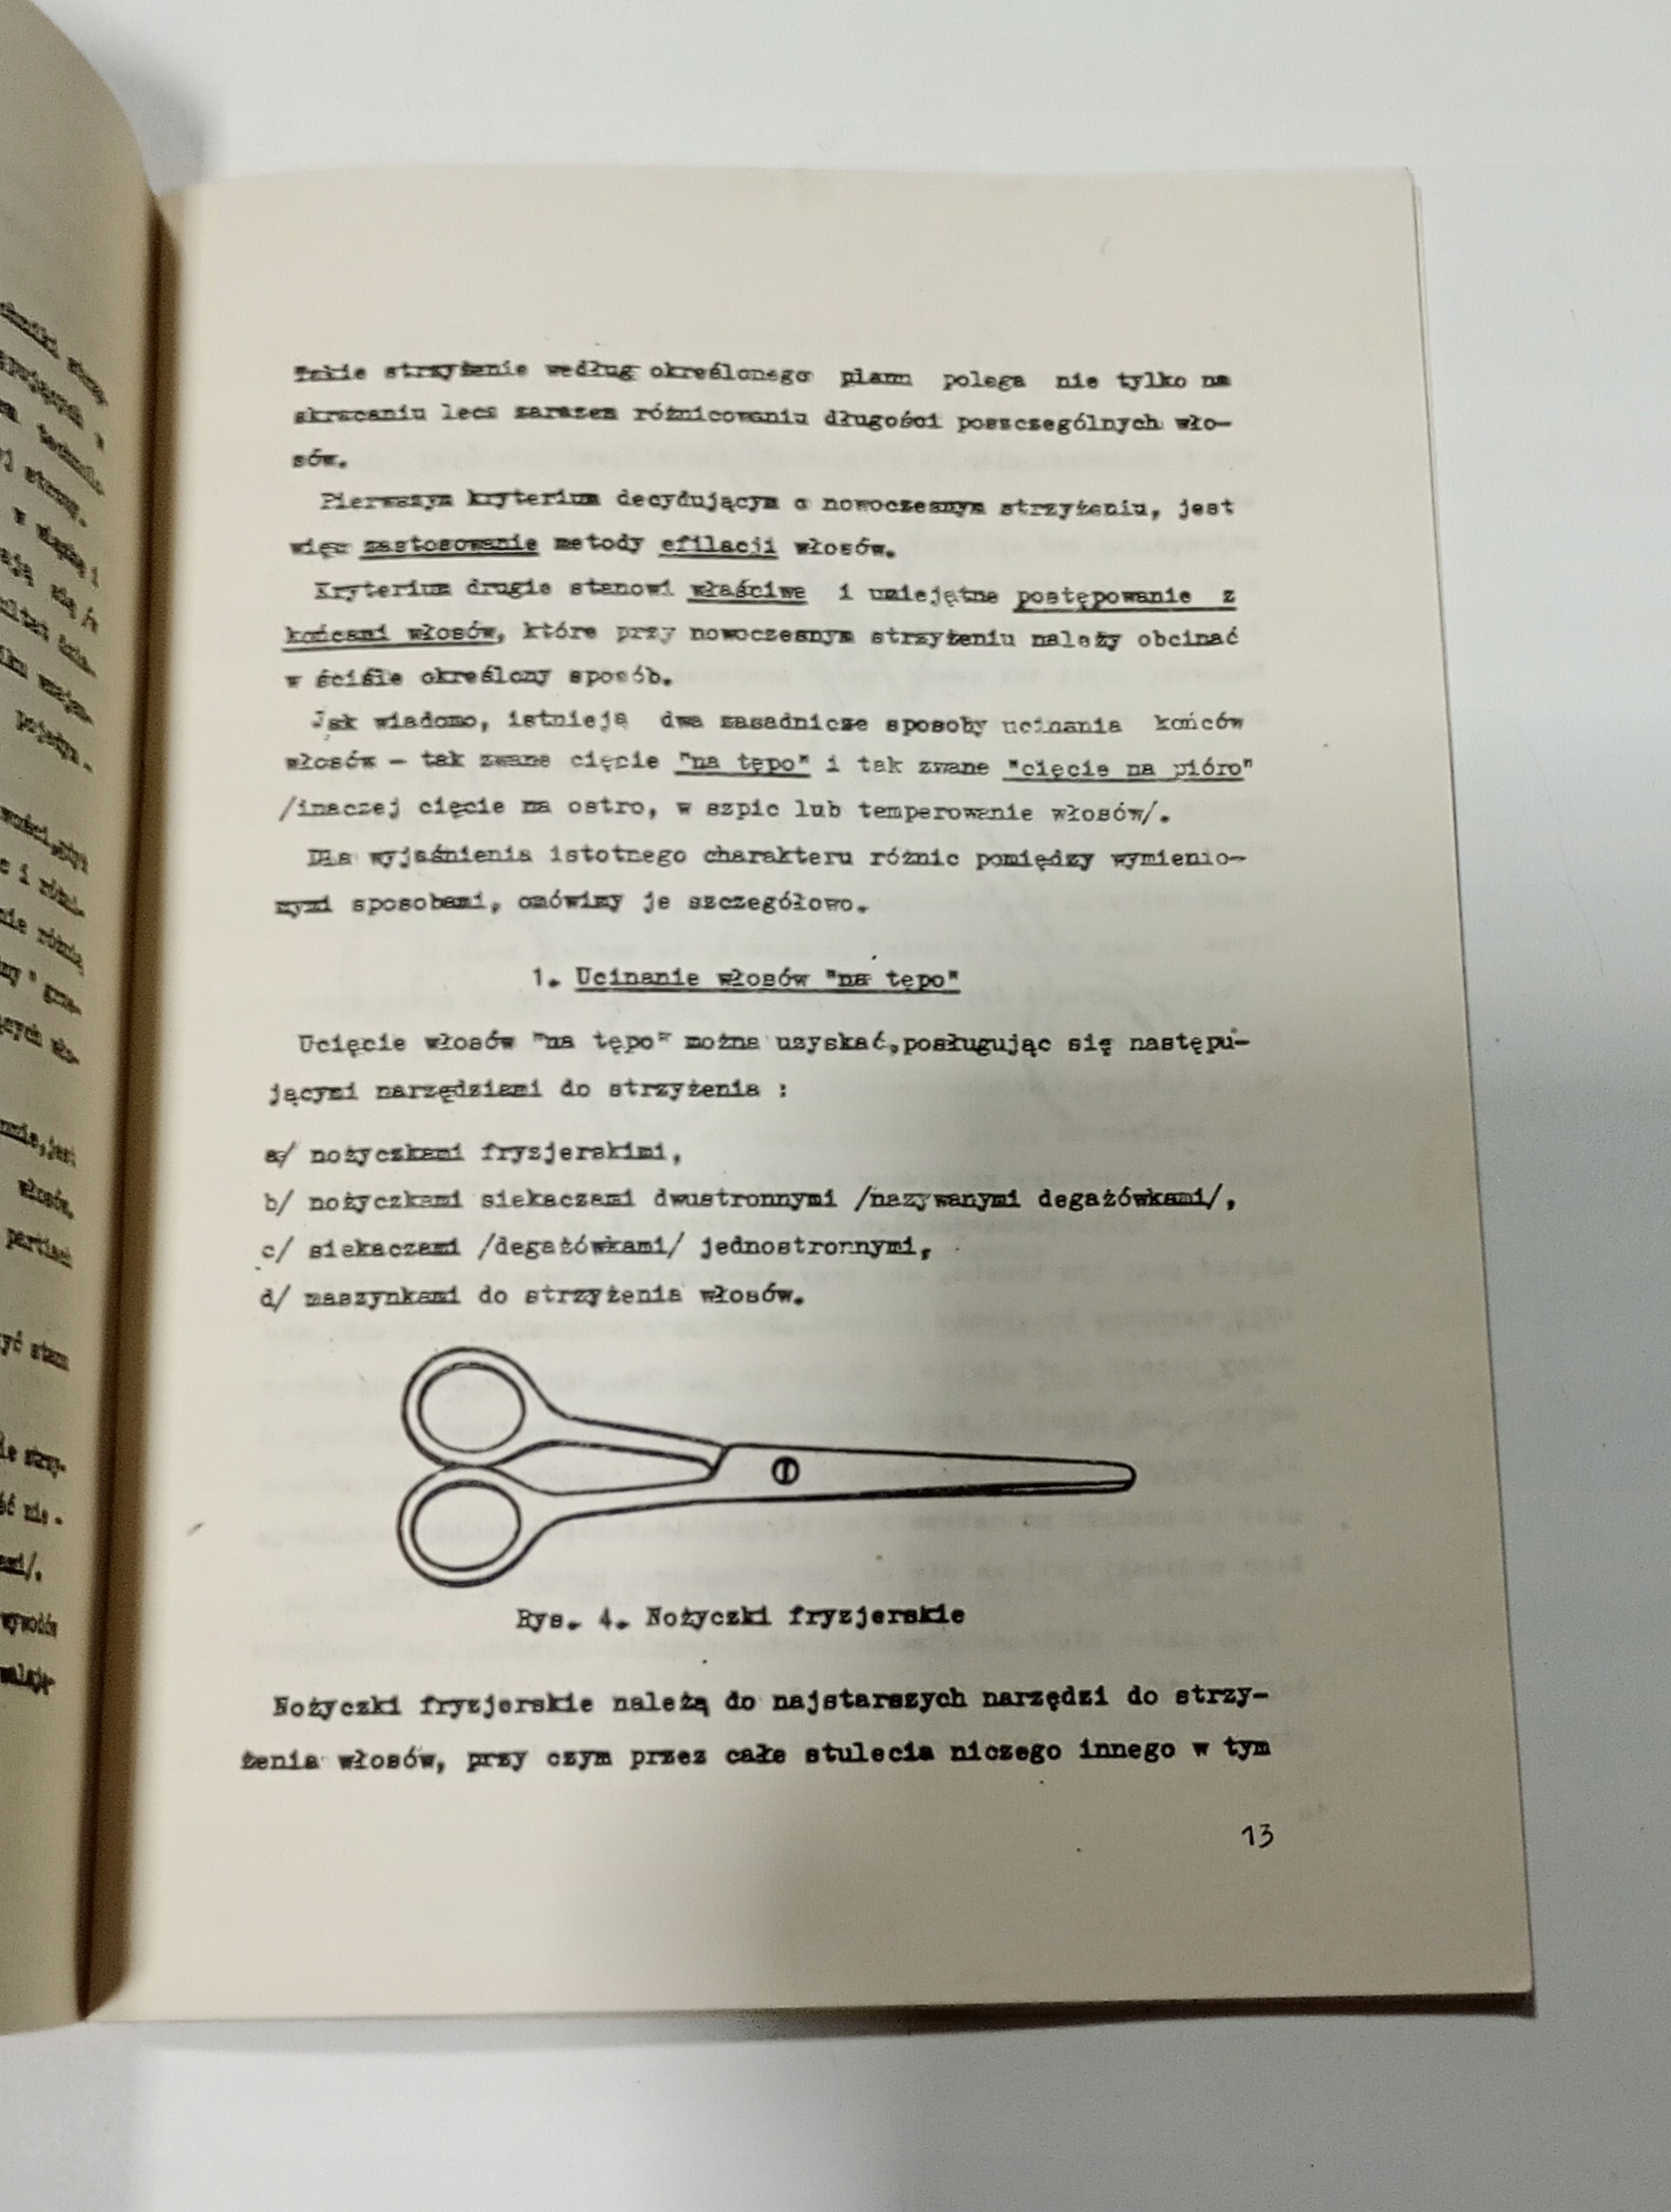 Takie strzyżenie według określonego planu polega nie tylko na
skracaniu lecz zarazem różnicowaniu długości poszczególnych wło-
sów.
Pierwszym kryterium decydującym o nowoczesnym strzyżeniu, jest
więc zastosowanie metody efilacji włosów.
Kryterium drugie stanowi właściwe i umiejętne postępowanie z
końcami włosów, które przy nowoczesnym strzyżeniu należy obcinać
w ściśle określony sposób.
Jak wiadomo, istnieją dwa zasadnicze sposoby ucinania końców
włosów - tak zwane cięcie "na tępo" i tak zwane "cięcie na pióro"
/inaczej cięcie na ostro, w szpic lub temperowanie włosów/.
Dla wyjaśnienia istotnego charakteru różnic pomiędzy wymienio-
nymi sposobami, omówimy je szczegółowo.
1. Ucinanie włosów "na tępo"
Ucięcie włosów "na tępo" można uzyskać,posługując się następu-
jącymi narzędziami do strzyżenia :
a/ nożyczkami fryzjerskimi,
b/ nożyczkami siekaczami dwustronnymi /nazywanymi degażówkami/,
c/ siekaczami /degażówkami/ jednostronnymi,
d/ maszynkami do strzyżenia włosów.
Rys. 4. Nożyczki fryzjerskie
Nożyczki fryzjerskie należą do najstarszych narzędzi do strzy-
żenia włosów, przy czym przez całe stulecia niczego innego w tym
13